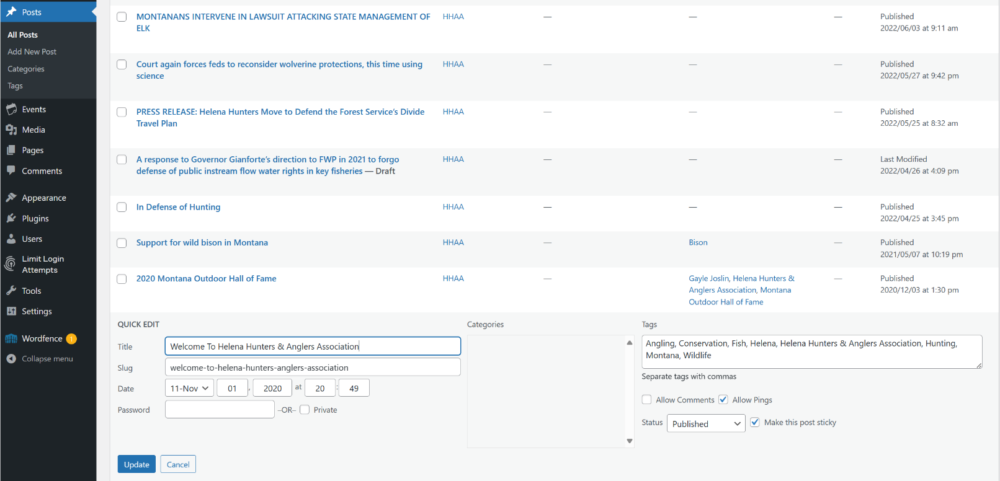 Posts
All Posts
Add New Post
Categories
Tags
Events
Media
Pages
Comments
Appearance
Plugins
Users
Limit Login
Attempts
Tools
Settings
Wordfence 1
Collapse menu
MONTANANS INTERVENE IN LAWSUIT ATTACKING STATE MANAGEMENT OF HHAA — — — Published
ELK 2022/06/03 at 9:11 am
Court again forces feds to reconsider wolverine protections, this time using HHAA — — — Published
science 2022/05/27 at 9:42 pm
PRESS RELEASE: Helena Hunters Move to Defend the Forest Service's Divide HHAA — — — Published
Travel Plan 2022/05/25 at 8:32 am
A response to Governor Gianforte's direction to FWP in 2021 to forgo HHAA — — — Last Modified
defense of public instream flow water rights in key fisheries — Draft 2022/04/26 at 4:09 pm
In Defense of Hunting HHAA — — — Published
2022/04/25 at 3:45 pm
Support for wild bison in Montana HHAA — Bison — Published
2021/05/07 at 10:19 pm
2020 Montana Outdoor Hall of Fame HHAA — Gayle Joslin, Helena Hunters & — Published
Anglers Association, Montana 2020/12/03 at 1:30 pm
Outdoor Hall of Fame
QUICK EDIT Categories Tags
Title Welcome To Helena Hunters & Anglers Association
Slug welcome-to-helena-hunters-anglers-association
Date 11-Nov 01 , 2020 at 20 : 49
Password –OR– Private
Angling, Conservation, Fish, Helena, Helena Hunters & Anglers Association, Hunting,
Montana, Wildlife
Separate tags with commas
Allow Comments Allow Pings
Status Published Make this post sticky
Update Cancel